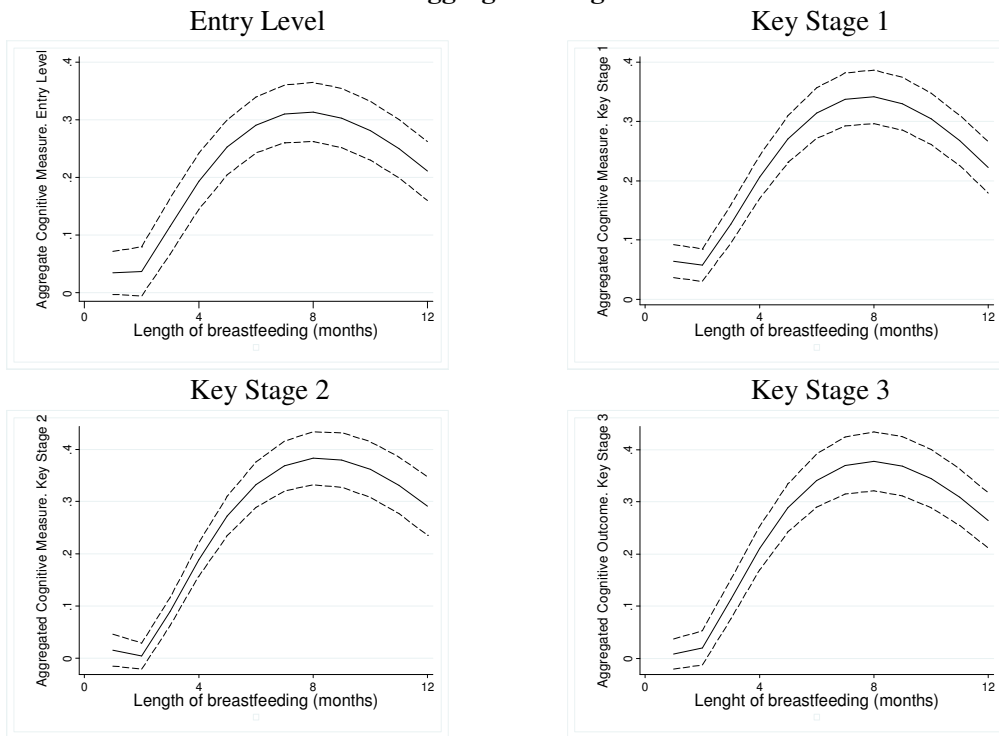 Entry Level
Key Stage 1
Aggregate Cognitive Measure. Entry Level
.4
.3
.2
.1
0
0 4 8 12
Length of breastfeeding (months)
Aggregated Cognitive Measure. Key Stage 1
.4
.3
.2
.1
0
0 4 8 12
Length of breastfeeding (months)
Key Stage 2
Key Stage 3
Aggregated Cognitive Measure. Key Stage 2
.4
.3
.2
.1
0
0 4 8 12
Length of breastfeeding (months)
Aggregated Cognitive Outcome. Key Stage 3
.4
.3
.2
.1
0
0 4 8 12
Length of breastfeeding (months)